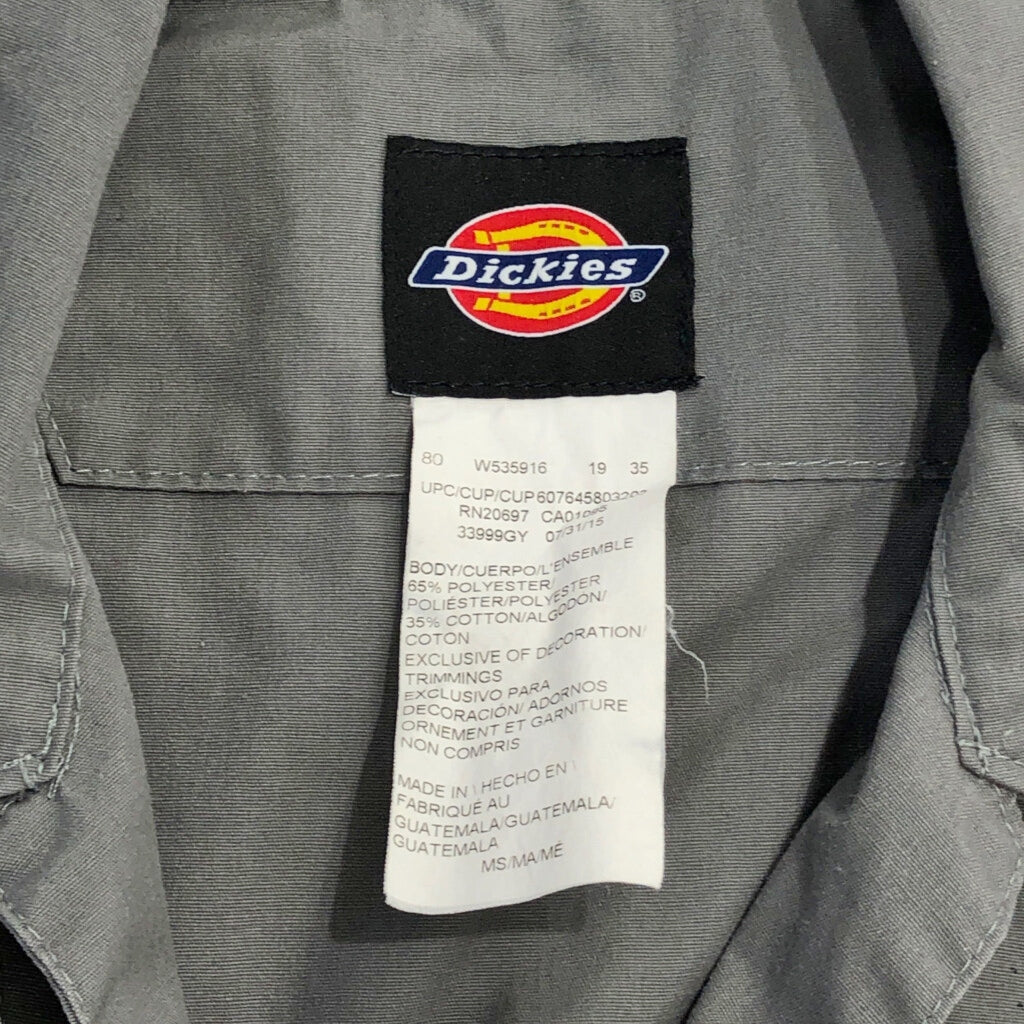 Dickies
®
80 W535916 19 35
UPC/CUP/CUP
RN20697
33999GY 07/31/15
BODY/CUERPO/L'ENSEMBLE
65% POLYESTER/
POLIÉSTER/POLYESTER
35% COTTON/ALGODON/
COTON
EXCLUSIVE OF DECORATION/
TRIMMINGS
EXCLUSIVO PARA
DECORACIÓN/ ADORNOS
ORNEMENT ET GARNITURE
NON COMPRIS
MADE IN \ HECHO EN \
FABRIQUÉ AU
GUATEMALA/GUATEMALA/
GUATEMALA
MS/MA/MÉ